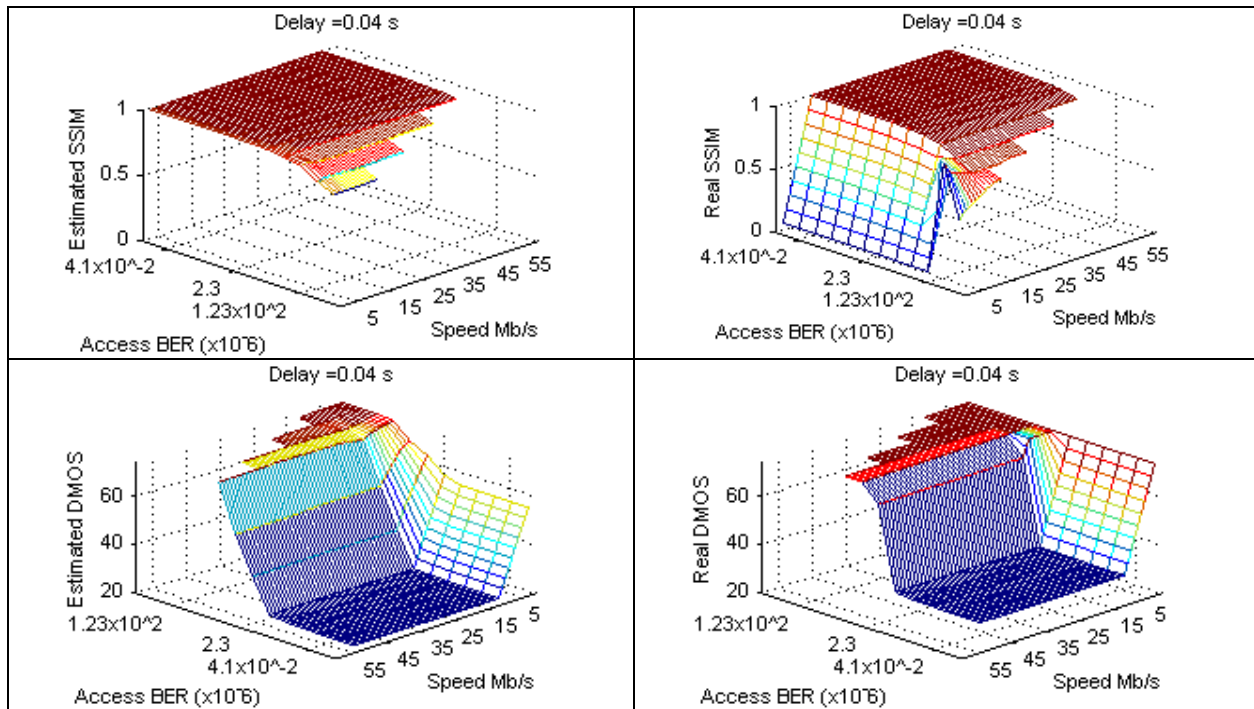 Delay =0.04 s
Estimated SSIM
1
0.5
0
4.1x10^-2
2.3
1.23x10^2
Access BER (x10^-6)
5
15
25
35
45
55
Speed Mb/s
Delay =0.04 s
Real SSIM
1
0.5
0
4.1x10^-2
2.3
1.23x10^2
Access BER (x10^-6)
5
15
25
35
45
55
Speed Mb/s
Delay =0.04 s
Estimated DMOS
60
40
20
1.23x10^2
2.3
4.1x10^-2
Access BER (x10^-6)
55
45
35
25
15
5
Speed Mb/s
Delay =0.04 s
Real DMOS
60
40
20
1.23x10^2
2.3
4.1x10^-2
Access BER (x10^-6)
55
45
35
25
15
5
Speed Mb/s